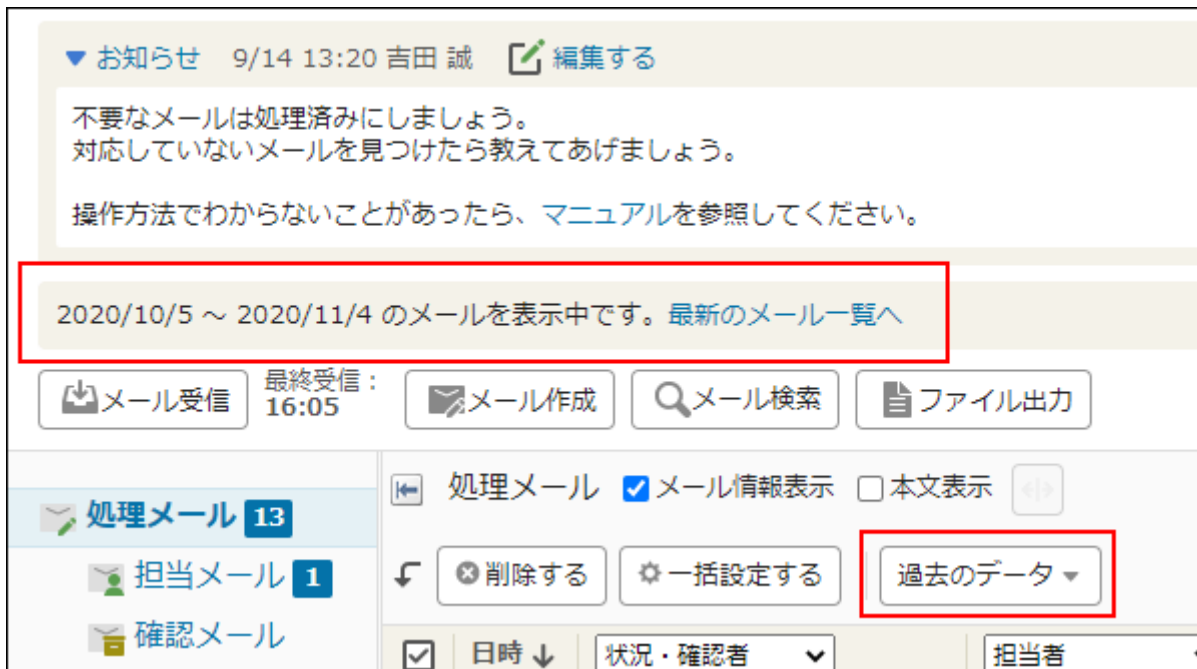 お知らせ 9/14 13:20 吉田 誠 編集する
不要なメールは処理済みにしましょう。
対応していないメールを見つけたら教えてあげましょう。
操作方法でわからないことがあったら、マニュアルを参照してください。
2020/10/5 ～ 2020/11/4 のメールを表示中です。最新のメール一覧へ
メール受信 最終受信： 16:05 メール作成 メール検索 ファイル出力
処理メール 13
担当メール 1
確認メール
処理メール メール情報表示 本文表示
削除する 一括設定する 過去のデータ
日時 ↓ 状況・確認者 担当者